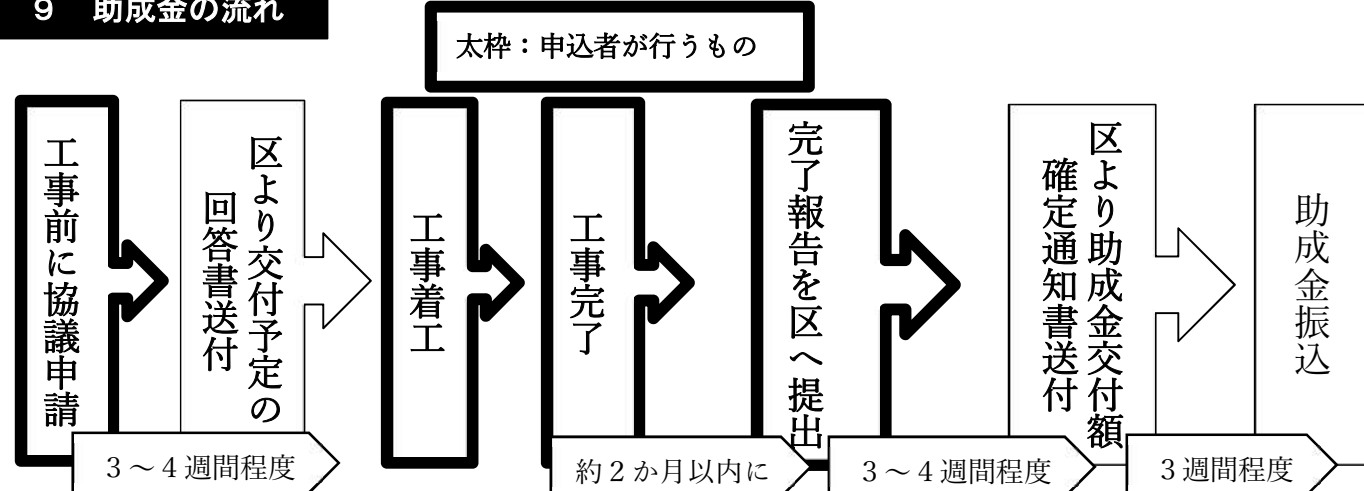 ９　助成金の流れ
太枠：申込者が行うもの
工事前に協議申請
区より交付予定の
回答書送付
工事着工
工事完了
完了報告を区へ提出
区より助成金交付額
確定通知書送付
助成金振込
３～４週間程度
約２か月以内に
３～４週間程度
３週間程度